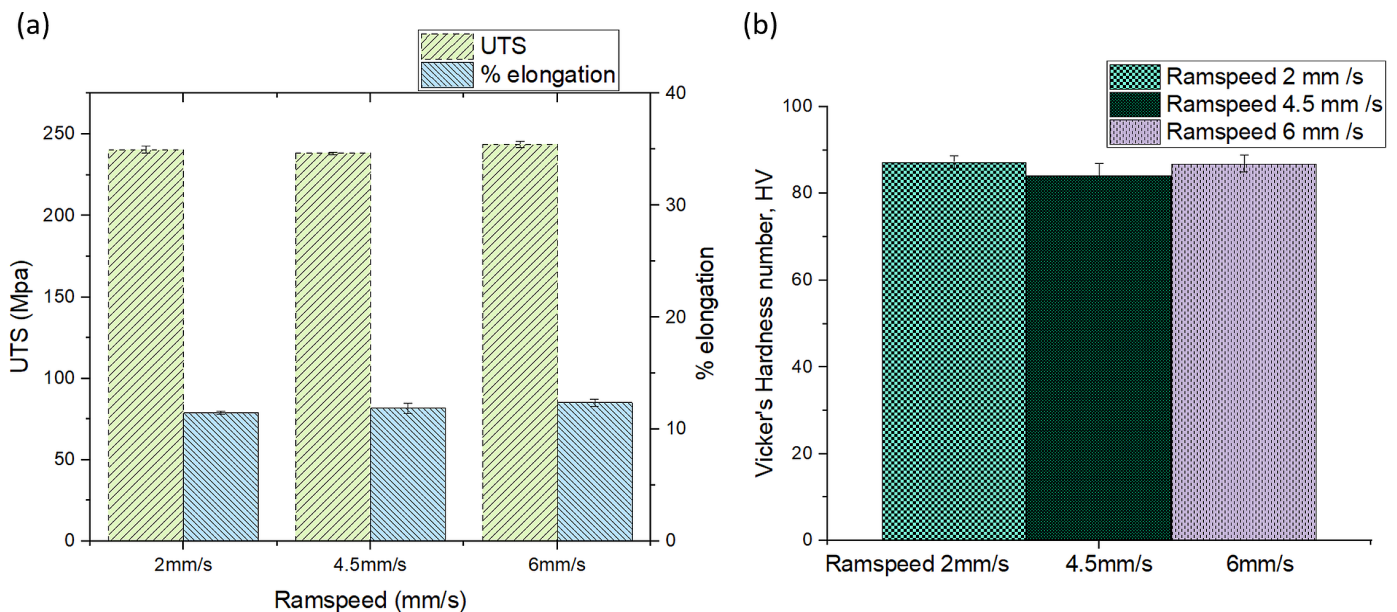 (a)
UTS
% elongation
UTS (Mpa)
250
200
150
100
50
0
40
30
20
10
0
% elongation
2mm/s
4.5mm/s
6mm/s
Ramspeed (mm/s)
(b)
Ramspeed 2 mm /s
Ramspeed 4.5 mm /s
Ramspeed 6 mm /s
Vicker's Hardness number, HV
100
80
60
40
20
0
Ramspeed 2mm/s
4.5mm/s
6mm/s